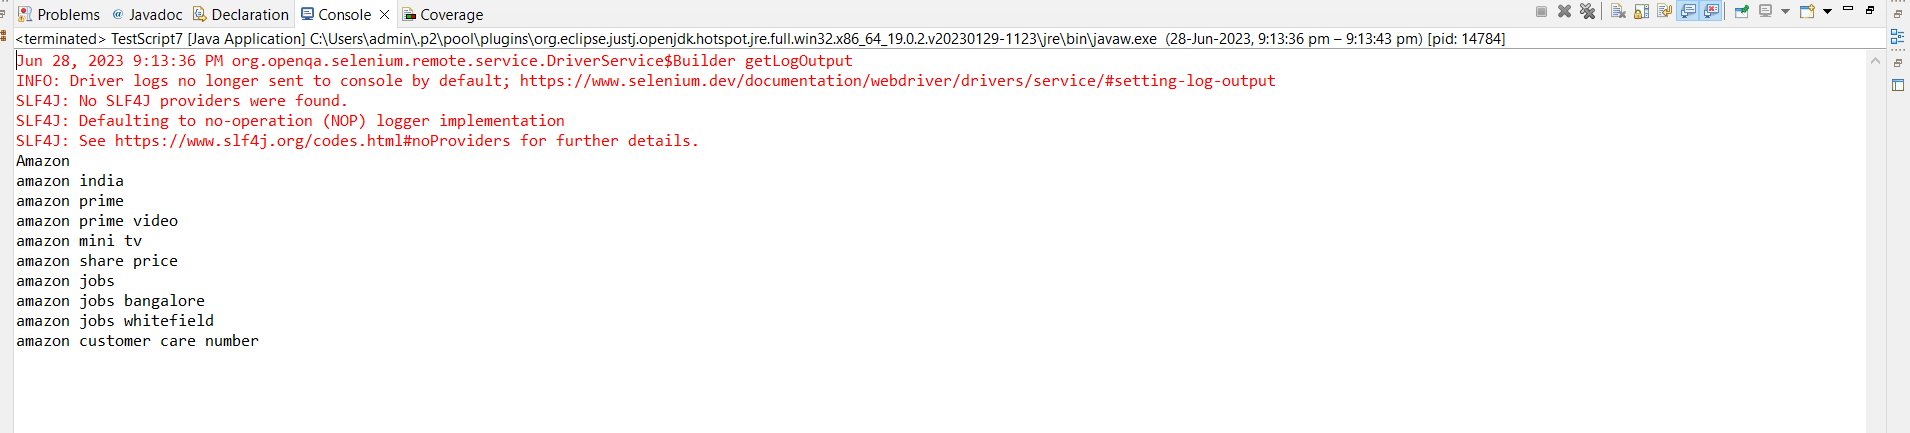 Problems @ Javadoc Declaration Console Coverage
<terminated> TestScript7 [Java Application] C:\Users\admin\.p2\pool\plugins\org.eclipse.justj.openjdk.hotspot.jre.full.win32.x86_64_19.0.2.v20230129-1123\jre\bin\javaw.exe (28-Jun-2023, 9:13:36 pm – 9:13:43 pm) [pid: 14784]
Jun 28, 2023 9:13:36 PM org.openqa.selenium.remote.service.DriverService$Builder getLogOutput
INFO: Driver logs no longer sent to console by default; https://www.selenium.dev/documentation/webdriver/drivers/service/#setting-log-output
SLF4J: No SLF4J providers were found.
SLF4J: Defaulting to no-operation (NOP) logger implementation
SLF4J: See https://www.slf4j.org/codes.html#noProviders for further details.
Amazon
amazon india
amazon prime
amazon prime video
amazon mini tv
amazon share price
amazon jobs
amazon jobs bangalore
amazon jobs whitefield
amazon customer care number